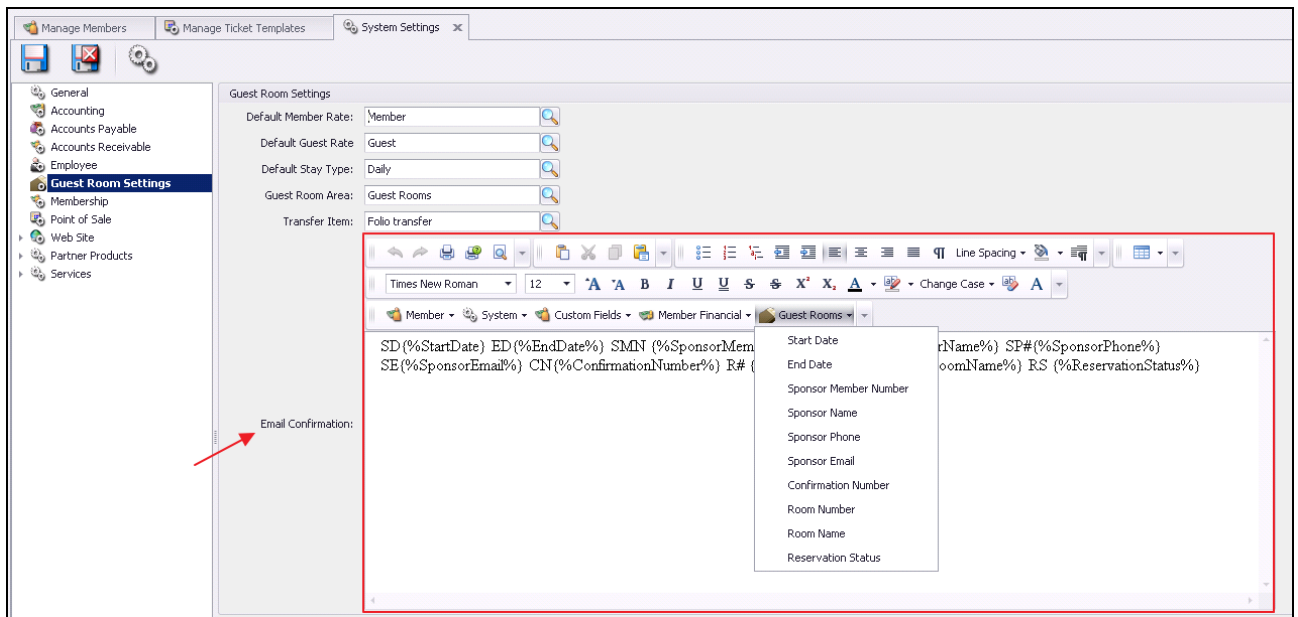 Manage Members
Manage Ticket Templates
System Settings
General
Accounting
Accounts Payable
Accounts Receivable
Employee
Guest Room Settings
Membership
Point of Sale
Web Site
Partner Products
Services
Guest Room Settings
Default Member Rate: Member
Default Guest Rate Guest
Default Stay Type: Daily
Guest Room Area: Guest Rooms
Transfer Item: Folio transfer
Line Spacing
Times New Roman 12 A A B I U U S S X² X₂ A Change Case A
Member System Custom Fields Member Financial Guest Rooms
SD{%StartDate} ED{%EndDate%} SMN {%SponsorMem rName%} SP#{%SponsorPhone%}
SE{%SponsorEmail%} CN{%ConfirmationNumber%} R# { oomName%} RS {%ReservationStatus%}
Start Date
End Date
Sponsor Member Number
Sponsor Name
Sponsor Phone
Sponsor Email
Confirmation Number
Room Number
Room Name
Reservation Status
Email Confirmation: